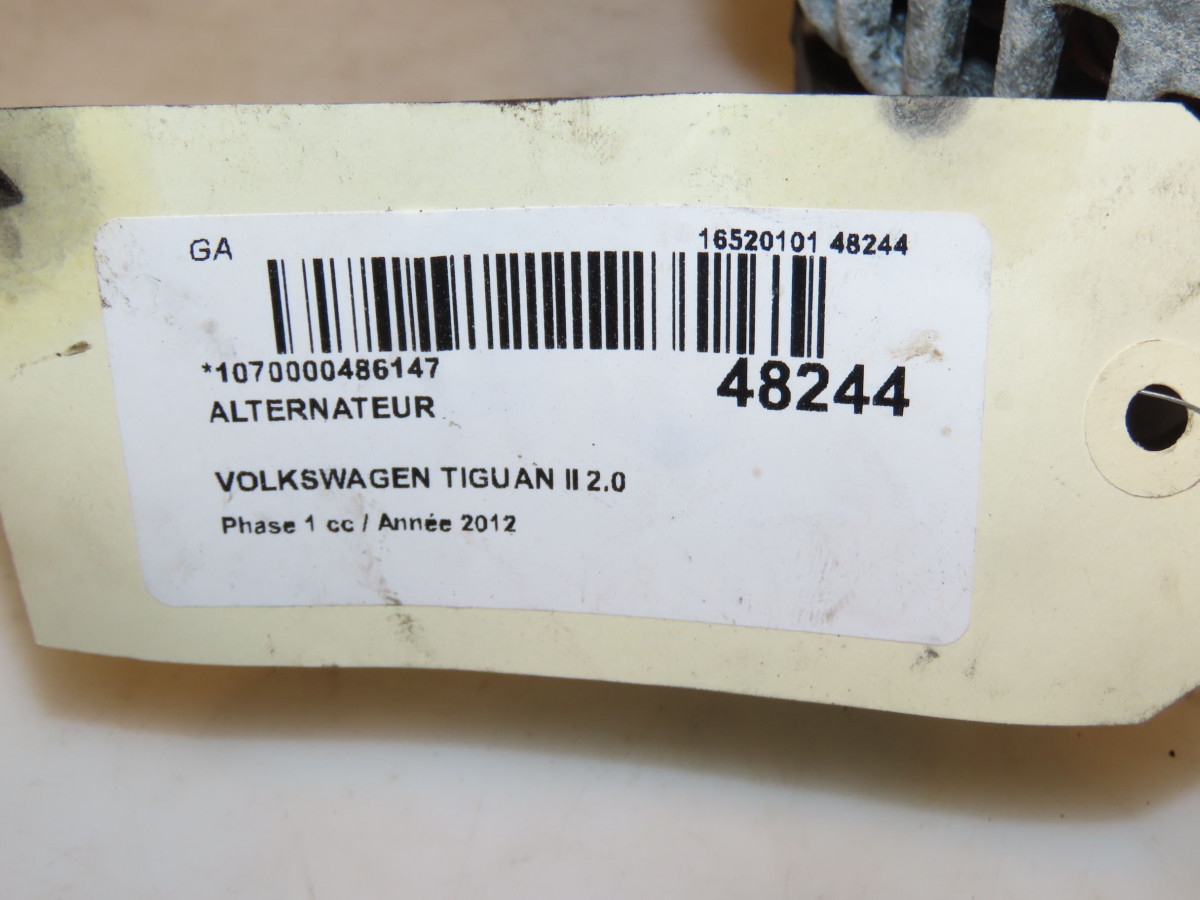 GA
16520101 48244
*1070000486147
48244
ALTERNATEUR
VOLKSWAGEN TIGUAN II 2.0
Phase 1 cc / Année 2012